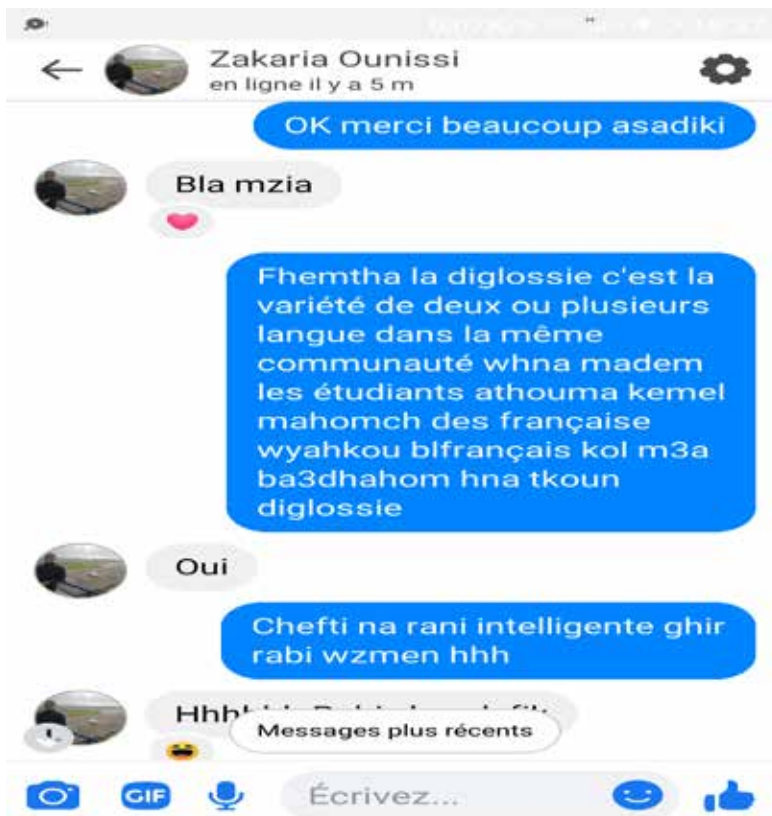 Zakaria Ounissi
en ligne il y a 5 m
OK merci beaucoup asadiki
Bla mzia
Fhemtha la diglossie c'est la
variété de deux ou plusieurs
langue dans la même
communauté whna madem
les étudiants athouma kemel
mahomch des française
wyahkou blfrançais kol m3a
ba3dhahom hna tkoun
diglossie
Oui
Chefti na rani intelligente ghir
rabi wzmen hhh
Messages plus récents
GIF
Écrivez...